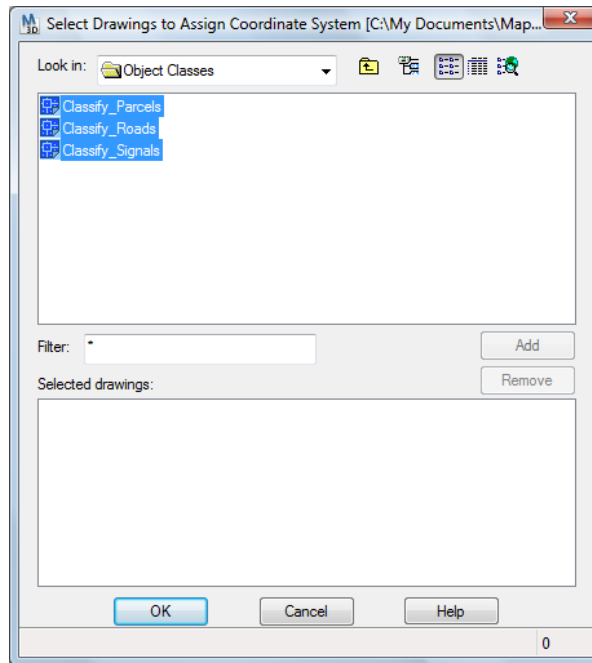 M 3D Select Drawings to Assign Coordinate System [C:\My Documents\Map...
Look in: Object Classes
Classify_Parcels
Classify_Roads
Classify_Signals
Filter: * Add
Selected drawings: Remove
OK Cancel Help
0